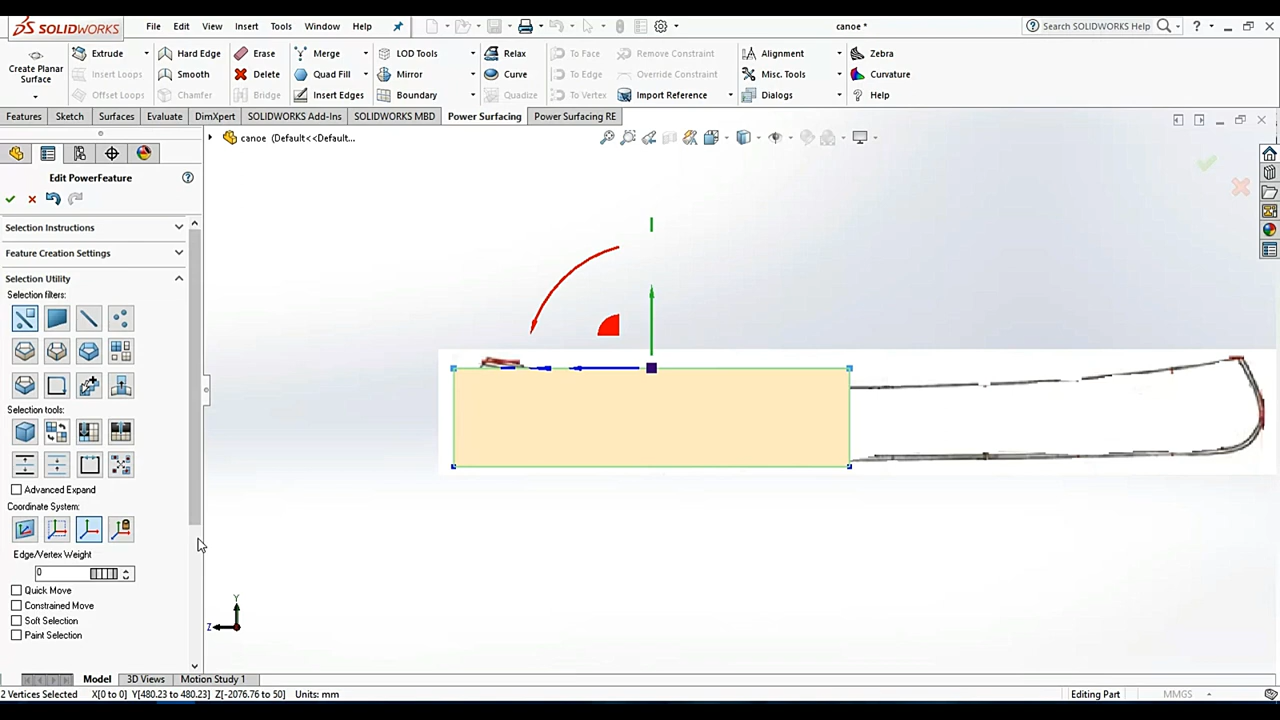 SOLIDWORKS File Edit View Insert Tools Window Help canoe * Search SOLIDWORKS Help ?
Create Planar Surface
Extrude Hard Edge Erase Merge LOD Tools Relax To Face Remove Constraint Alignment Zebra
Insert Loops Smooth Delete Quad Fill Mirror Curve To Edge Override Constraint Misc. Tools Curvature
Offset Loops Chamfer Bridge Insert Edges Boundary Quadize To Vertex Import Reference Dialogs Help
Features Sketch Surfaces Evaluate DimXpert SOLIDWORKS Add-Ins SOLIDWORKS MBD Power Surfacing Power Surfacing RE
canoe (Default<<Default...
Edit PowerFeature ?
Selection Instructions
Feature Creation Settings
Selection Utility
Selection filters:
Selection tools:
Advanced Expand
Coordinate System:
Edge/Vertex Weight
0
Quick Move
Constrained Move
Soft Selection
Paint Selection
Y
Z
Model 3D Views Motion Study 1
2 Vertices Selected X[0 to 0] Y[480.23 to 480.23] Z[-2076.76 to 50] Units: mm Editing Part MMGS